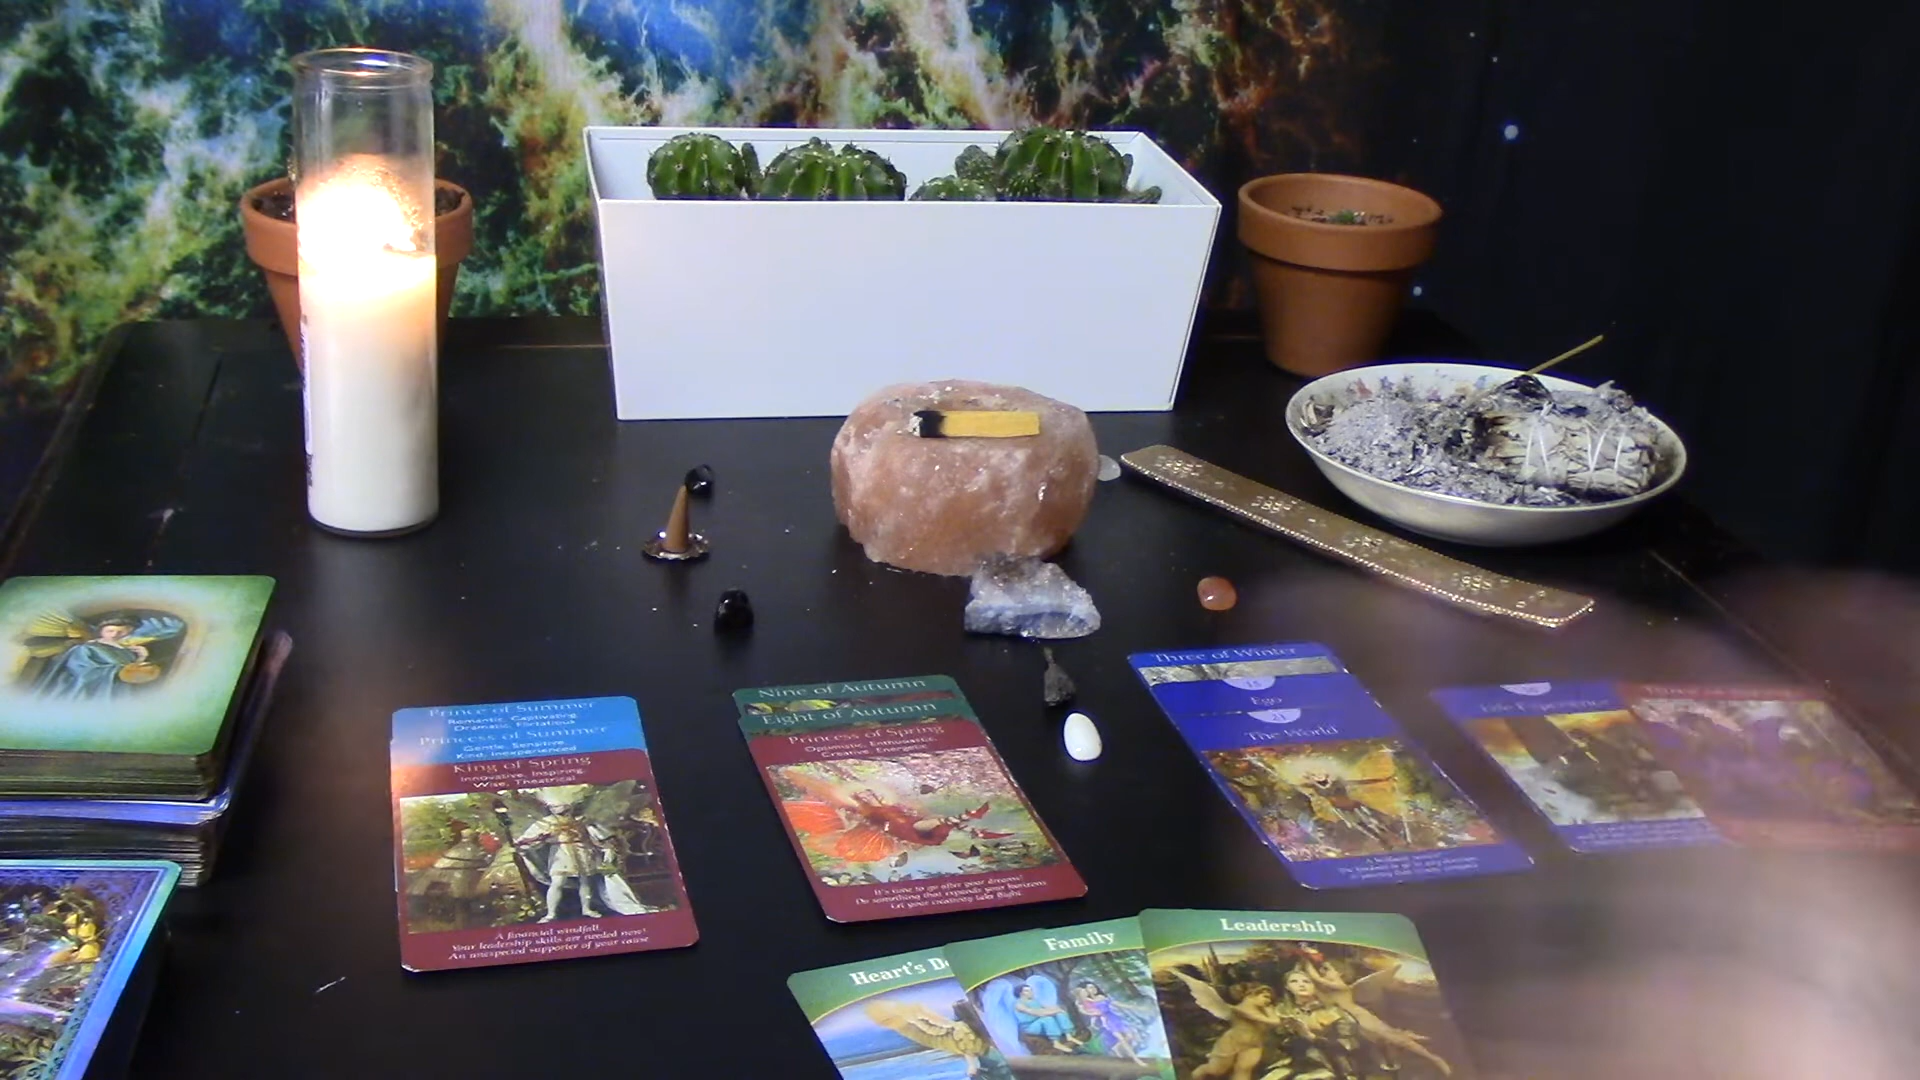 Prince of Summer
Romantic, Captivating,
Dramatic, Flirtatious
Princess of Summer
Gentle, Sensitive,
Kind, Inexperienced
King of Spring
Innovative, Inspiring,
Wise, Theatrical
A financial windfall.
Your leadership skills are needed now!
An unexpected supporter of your cause
Nine of Autumn
Eight of Autumn
Princess of Spring
Optimistic, Enthusiastic,
Creative, Energetic
It's time to go after your dreams!
Do something that expands your horizons
Let your creativity take flight
Three of Winter
15
Ego
21
The World
Life Experience
Heart's De
Family
Leadership